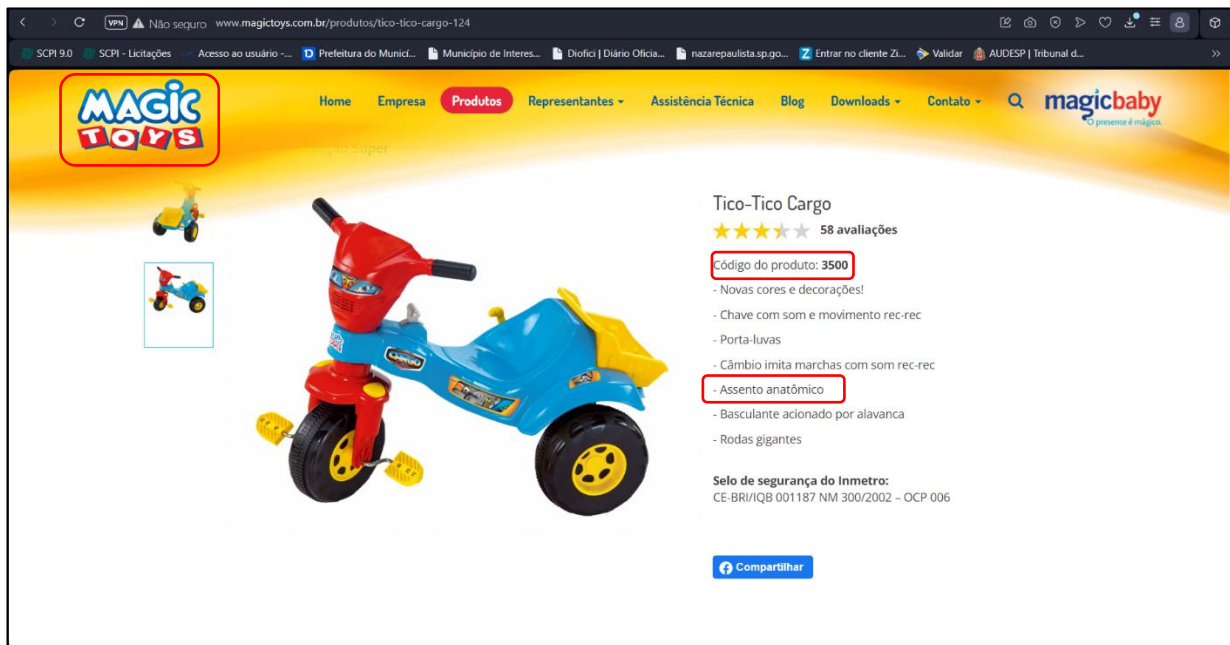 VPN Não seguro www.magictoys.com.br/produtos/tico-tico-cargo-124
SCPI 9.0 SCPI - Licitações Acesso ao usuário -... Prefeitura do Municí... Município de Interes... Diofici | Diário Oficia... nazarepaulista.sp.go... Entrar no cliente Zi... Validar AUDESP | Tribunal d...
MAGIC
TOYS
Home Empresa Produtos Representantes Assistência Técnica Blog Downloads Contato
magicbaby
O presente é mágico.
Super
Tico-Tico Cargo
58 avaliações
Código do produto: 3500
- Novas cores e decorações!
- Chave com som e movimento rec-rec
- Porta-luvas
- Câmbio imita marchas com som rec-rec
- Assento anatômico
- Basculante acionado por alavanca
- Rodas gigantes
Selo de segurança do Inmetro:
CE-BRI/IQB 001187 NM 300/2002 – OCP 006
Compartilhar